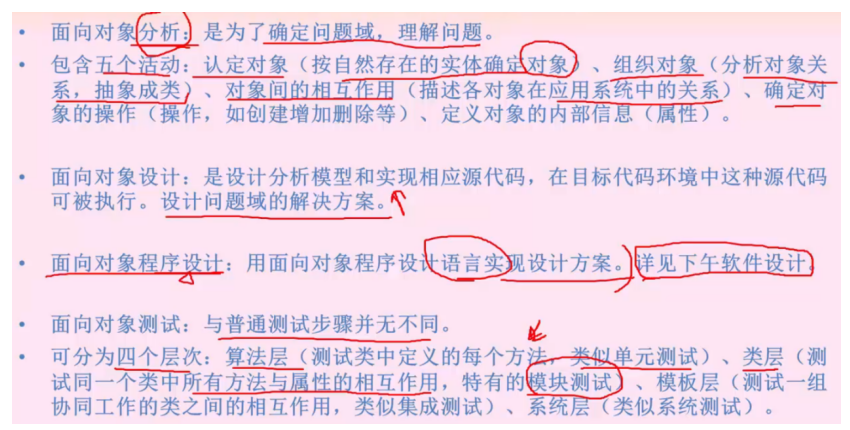 • 面向对象分析：是为了确定问题域，理解问题。
• 包含五个活动：认定对象（按自然存在的实体确定对象）、组织对象（分析对象关
系，抽象成类）、对象间的相互作用（描述各对象在应用系统中的关系）、确定对
象的操作（操作，如创建增加删除等）、定义对象的内部信息（属性）。
• 面向对象设计：是设计分析模型和实现相应源代码，在目标代码环境中这种源代码
可被执行。设计问题域的解决方案。
• 面向对象程序设计：用面向对象程序设计语言实现设计方案。详见下午软件设计。
• 面向对象测试：与普通测试步骤并无不同。
• 可分为四个层次：算法层（测试类中定义的每个方法，类似单元测试）、类层（测
试同一个类中所有方法与属性的相互作用，特有的模块测试）、模板层（测试一组
协同工作的类之间的相互作用，类似集成测试）、系统层（类似系统测试）。